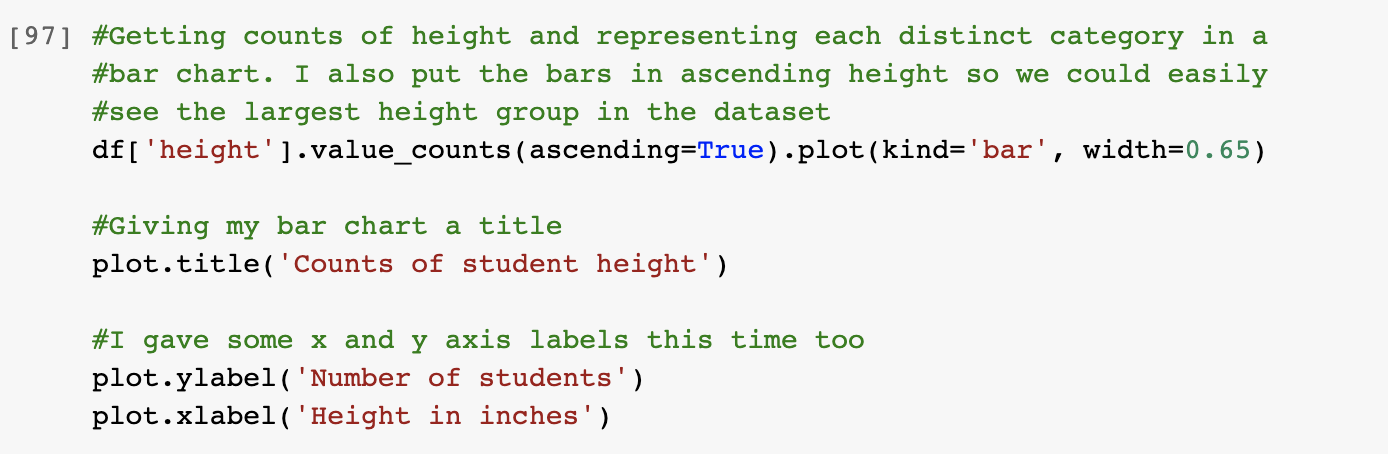 [97] #Getting counts of height and representing each distinct category in a
#bar chart. I also put the bars in ascending height so we could easily
#see the largest height group in the dataset
df['height'].value_counts(ascending=True).plot(kind='bar', width=0.65)
#Giving my bar chart a title
plot.title('Counts of student height')
#I gave some x and y axis labels this time too
plot.ylabel('Number of students')
plot.xlabel('Height in inches')